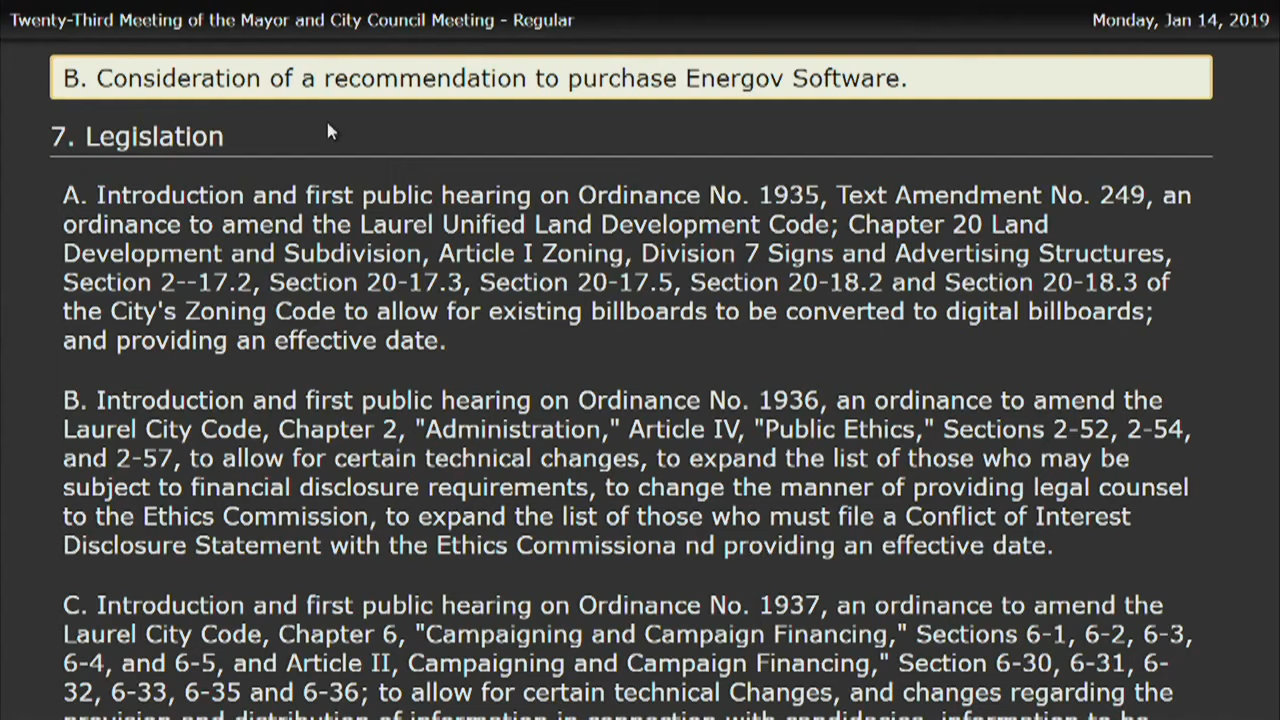 Twenty-Third Meeting of the Mayor and City Council Meeting - Regular
Monday, Jan 14, 2019
B. Consideration of a recommendation to purchase Energov Software.
7. Legislation
A. Introduction and first public hearing on Ordinance No. 1935, Text Amendment No. 249, an
ordinance to amend the Laurel Unified Land Development Code; Chapter 20 Land
Development and Subdivision, Article I Zoning, Division 7 Signs and Advertising Structures,
Section 2--17.2, Section 20-17.3, Section 20-17.5, Section 20-18.2 and Section 20-18.3 of
the City's Zoning Code to allow for existing billboards to be converted to digital billboards;
and providing an effective date.
B. Introduction and first public hearing on Ordinance No. 1936, an ordinance to amend the
Laurel City Code, Chapter 2, "Administration," Article IV, "Public Ethics," Sections 2-52, 2-54,
and 2-57, to allow for certain technical changes, to expand the list of those who may be
subject to financial disclosure requirements, to change the manner of providing legal counsel
to the Ethics Commission, to expand the list of those who must file a Conflict of Interest
Disclosure Statement with the Ethics Commissiona nd providing an effective date.
C. Introduction and first public hearing on Ordinance No. 1937, an ordinance to amend the
Laurel City Code, Chapter 6, "Campaigning and Campaign Financing," Sections 6-1, 6-2, 6-3,
6-4, and 6-5, and Article II, Campaigning and Campaign Financing," Section 6-30, 6-31, 6-
32, 6-33, 6-35 and 6-36; to allow for certain technical Changes, and changes regarding the
provision and distribution of information in connection with candidacies, information to be